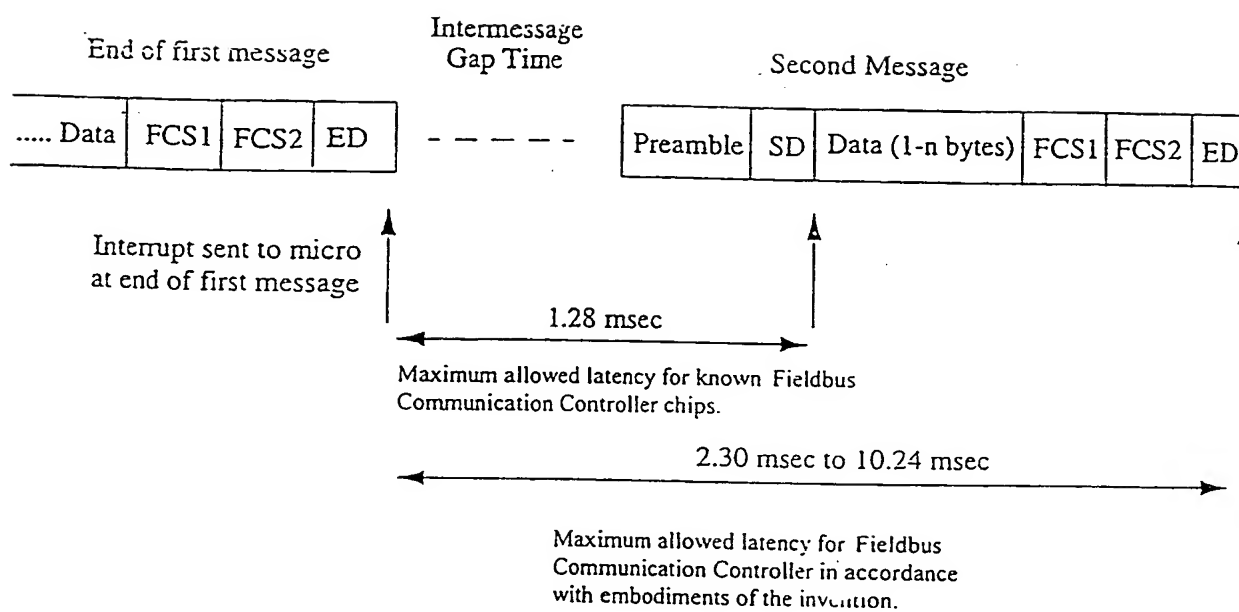 End of first message
Intermessage
Gap Time
. Second Message
..... Data FCS1 FCS2 ED
Preamble SD Data (1-n bytes) FCS1 FCS2 ED
Interrupt sent to micro
at end of first message
1.28 msec
Maximum allowed latency for known Fieldbus
Communication Controller chips.
2.30 msec to 10.24 msec
Maximum allowed latency for Fieldbus
Communication Controller in accordance
with embodiments of the invention.